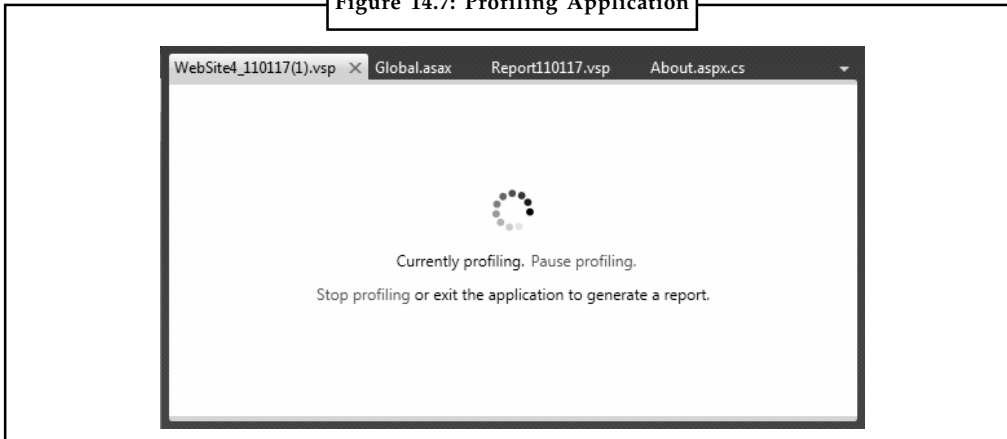 Figure 14.7: Profiling Application
WebSite4_110117(1).vsp × Global.asax Report110117.vsp About.aspx.cs
Currently profiling. Pause profiling.
Stop profiling or exit the application to generate a report.